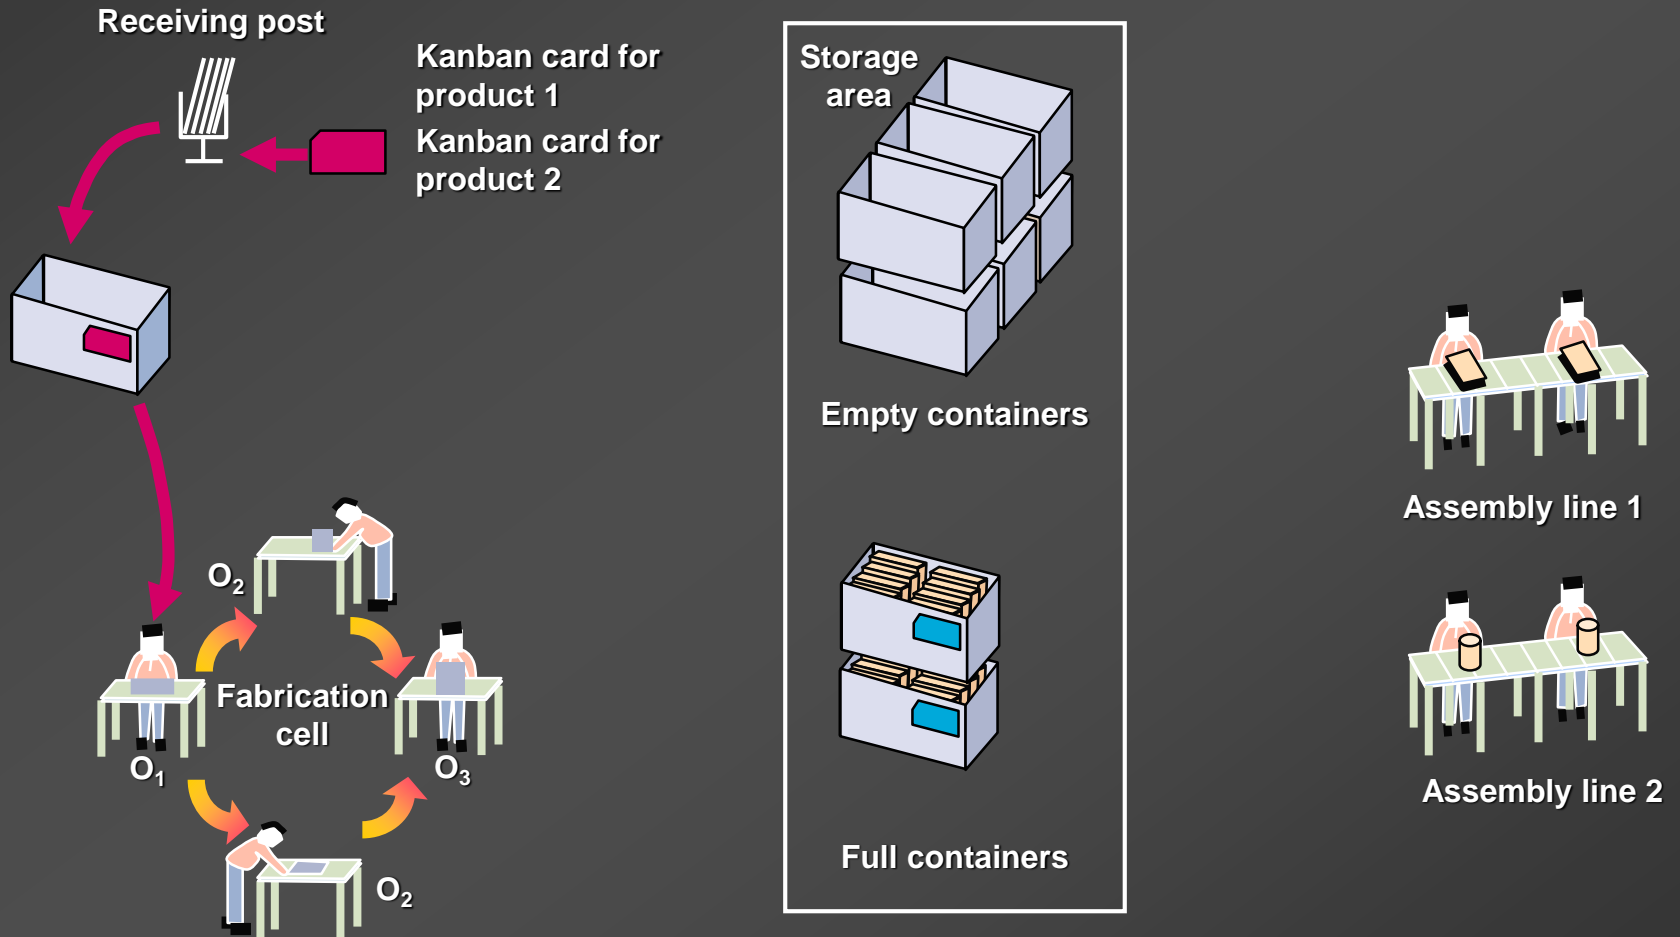 Receiving post
Kanban card for
product 1
Kanban card for
product 2
Storage
area
Empty containers
Assembly line 1
O₂
Fabrication
cell
O₁
O₃
Assembly line 2
Full containers
O₂